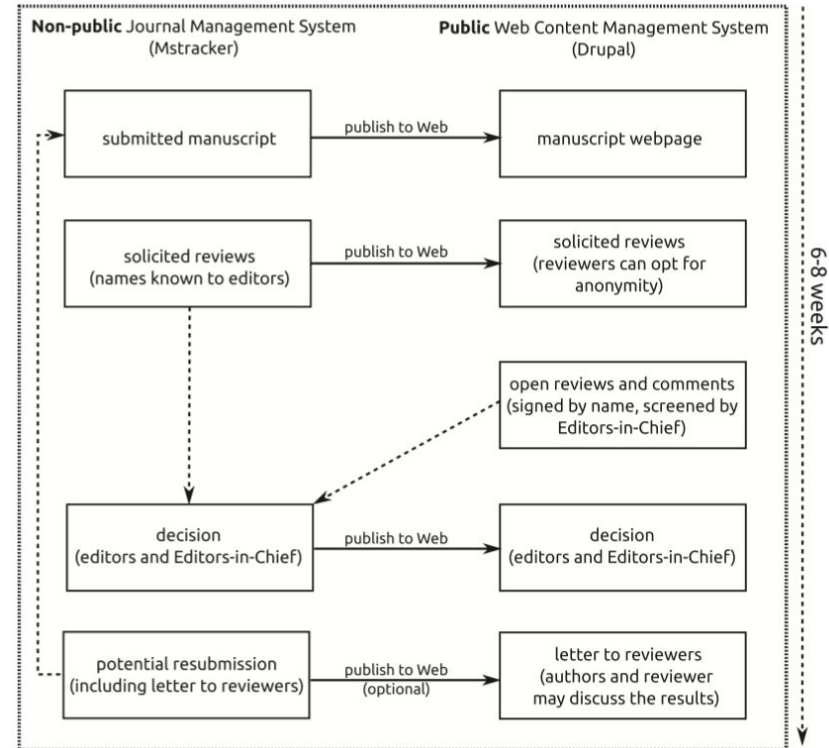 Non-public Journal Management System
(Mstracker)
Public Web Content Management System
(Drupal)
submitted manuscript
publish to Web
manuscript webpage
solicited reviews
(names known to editors)
publish to Web
solicited reviews
(reviewers can opt for
anonymity)
6-8 weeks
open reviews and comments
(signed by name, screened by
Editors-in-Chief)
decision
(editors and Editors-in-Chief)
publish to Web
decision
(editors and Editors-in-Chief)
potential resubmission
(including letter to reviewers)
publish to Web
(optional)
letter to reviewers
(authors and reviewer
may discuss the results)